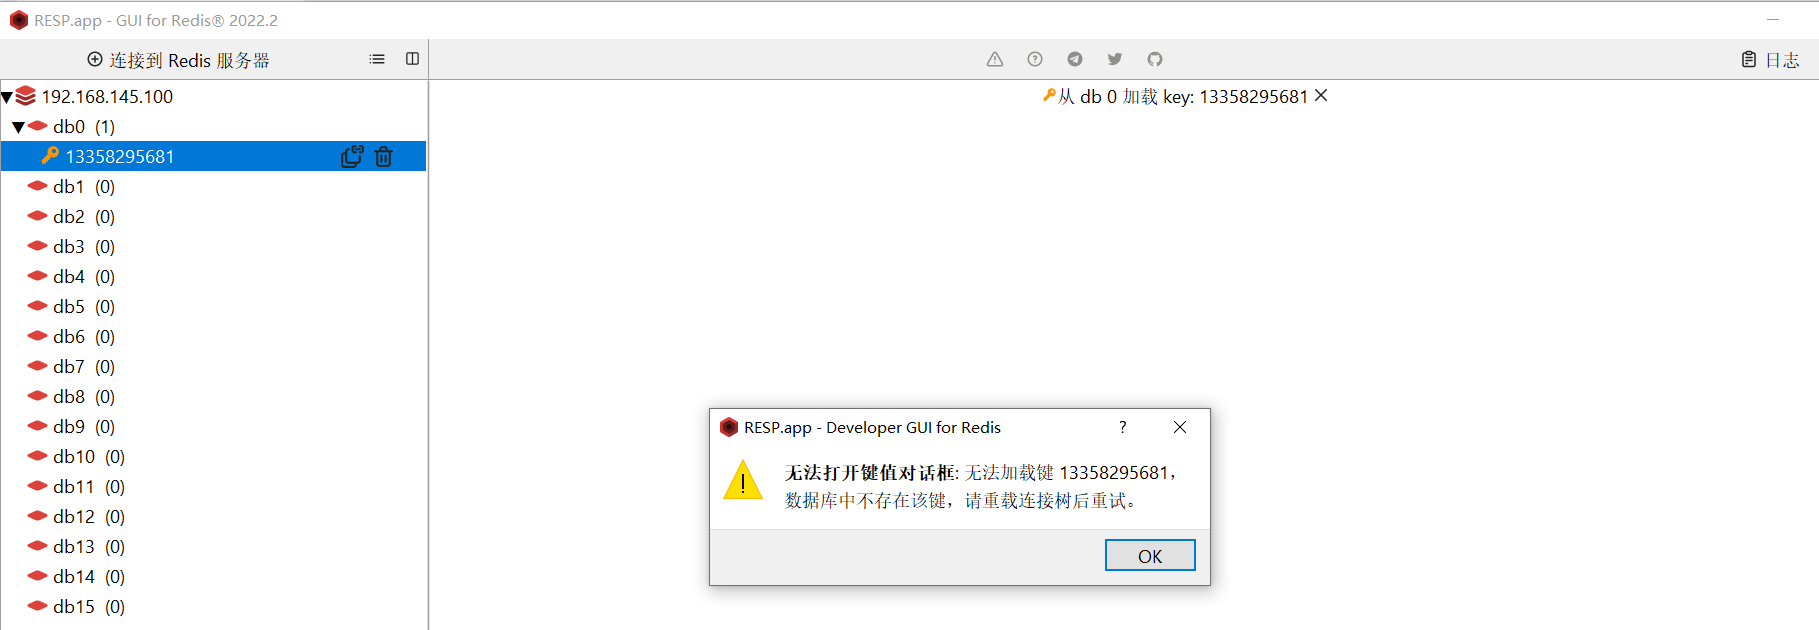 RESP.app - GUI for Redis® 2022.2
连接到 Redis 服务器
日志
192.168.145.100
从 db 0 加载 key: 13358295681
db0 (1)
13358295681
db1 (0)
db2 (0)
db3 (0)
db4 (0)
db5 (0)
db6 (0)
db7 (0)
db8 (0)
db9 (0)
db10 (0)
db11 (0)
db12 (0)
db13 (0)
db14 (0)
db15 (0)
RESP.app - Developer GUI for Redis
无法打开键值对话框: 无法加载键 13358295681，
数据库中不存在该键，请重载连接树后重试。
OK